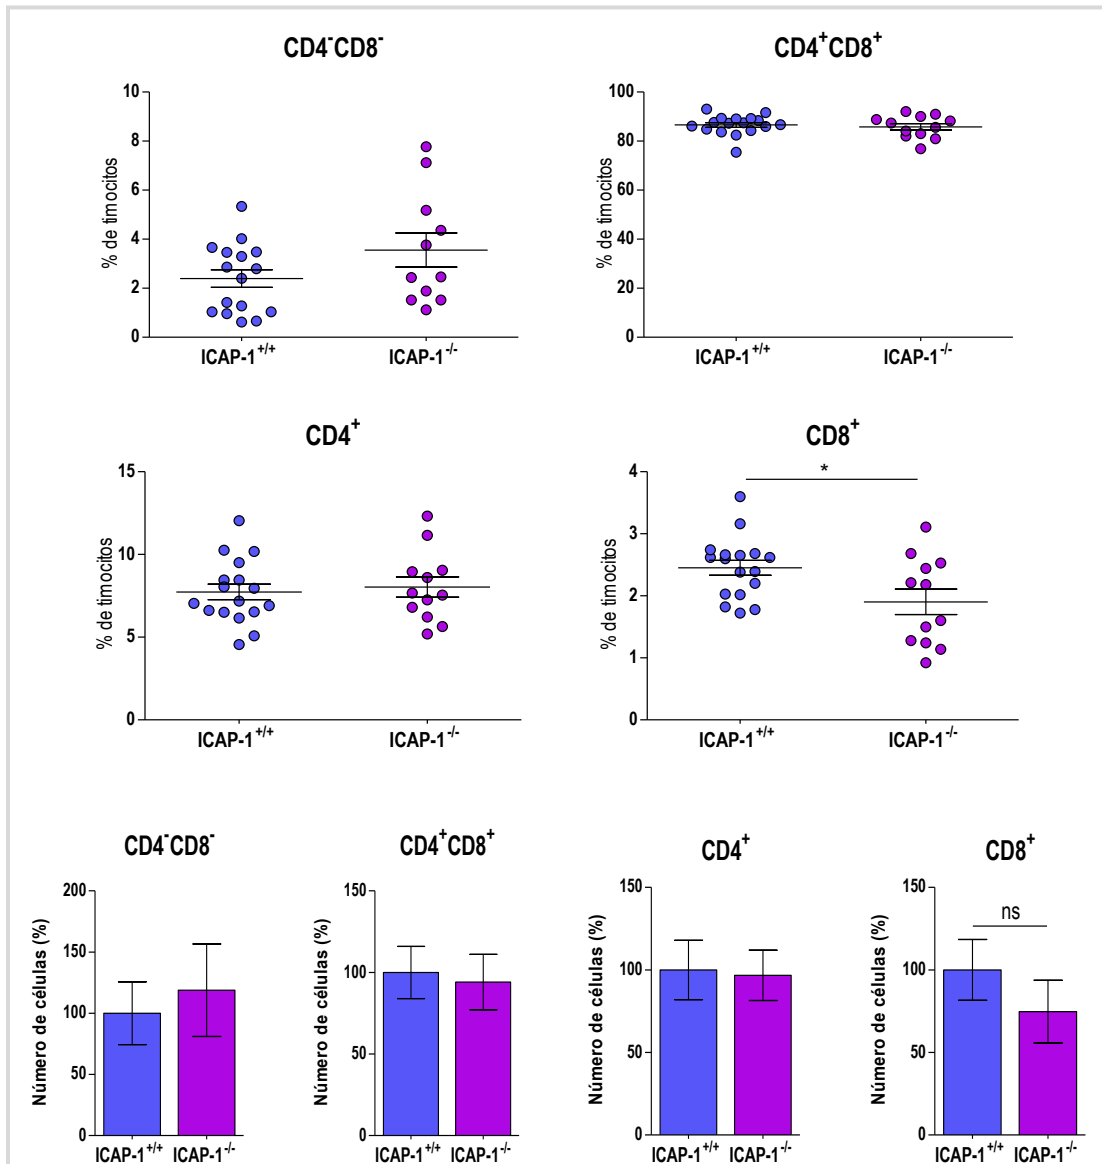 CD4⁻CD8⁻
10
8
6
4
2
0
% de timocitos
ICAP-1⁺/⁺
ICAP-1⁻/⁻
CD4⁺CD8⁺
100
80
60
40
20
0
% de timocitos
ICAP-1⁺/⁺
ICAP-1⁻/⁻
CD4⁺
15
10
5
0
% de timocitos
ICAP-1⁺/⁺
ICAP-1⁻/⁻
CD8⁺
*
4
3
2
1
0
% de timocitos
ICAP-1⁺/⁺
ICAP-1⁻/⁻
CD4⁻CD8⁻
200
150
100
50
0
Número de células (%)
ICAP-1⁺/⁺
ICAP-1⁻/⁻
CD4⁺CD8⁺
150
100
50
0
Número de células (%)
ICAP-1⁺/⁺
ICAP-1⁻/⁻
CD4⁺
150
100
50
0
Número de células (%)
ICAP-1⁺/⁺
ICAP-1⁻/⁻
CD8⁺
ns
150
100
50
0
Número de células (%)
ICAP-1⁺/⁺
ICAP-1⁻/⁻